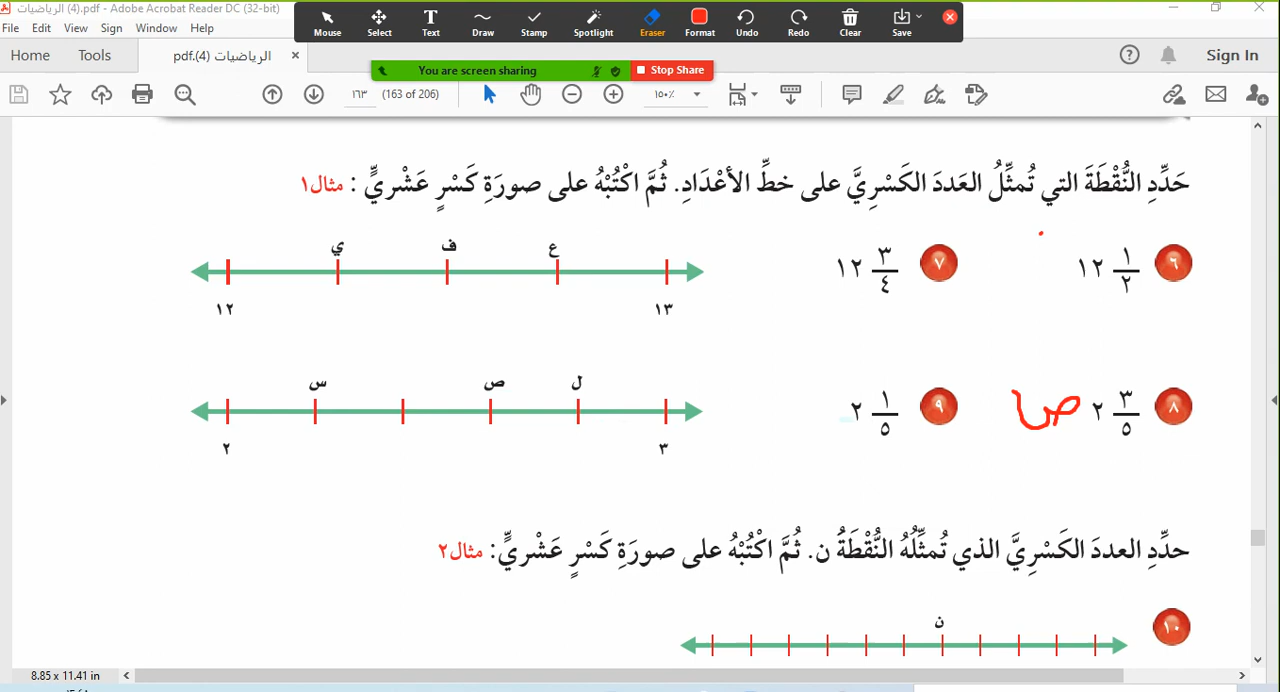 الرياضيات (4).pdf - Adobe Acrobat Reader DC (32-bit)
Mouse Select Text Draw Stamp Spotlight Eraser Format Undo Redo Clear Save
File Edit View Sign Window Help
Home Tools الرياضيات (4).pdf × Sign In
You are screen sharing Stop Share
١٦٣ (163 of 206) ١٥٠٪
حَدِّدِ النُّقْطَةَ التي تُمثِّلُ العَددَ الكَسْرِيَّ على خطِّ الأعْدَادِ. ثُمَّ اكْتُبْهُ على صورَةِ كَسْرٍ عَشْريٍّ : مثال١
٦ ١٢ ١/٢ ٧ ١٢ ٣/٤
ي ف ع
١٢ ١٣
٨ ٢ ٣/٥ ص ٩ ٢ ١/٥
س ص ل
٢ ٣
حدِّدِ العددَ الكَسْرِيَّ الذي تُمثِّلُهُ النُّقْطَةُ ن. ثُمَّ اكْتُبْهُ على صورَةِ كَسْرٍ عَشْريٍّ: مثال٢
١٠ ن
8.85 x 11.41 in